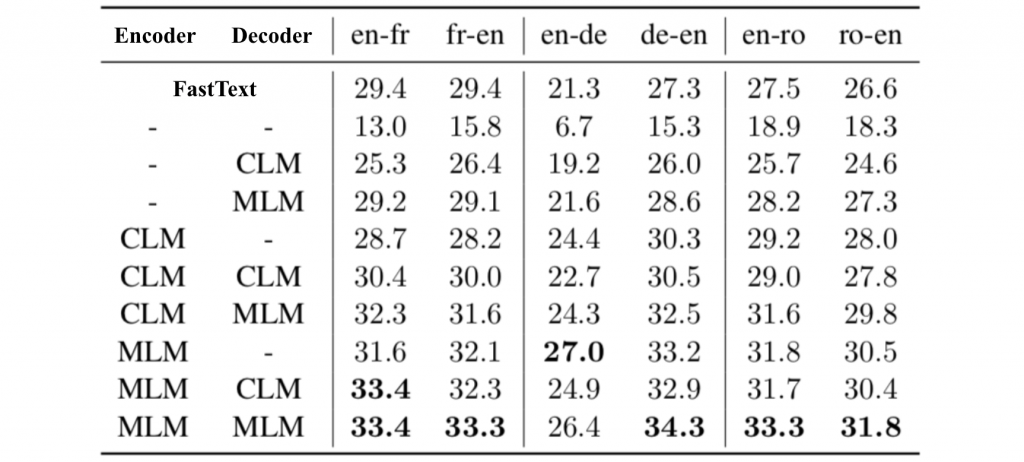 Encoder Decoder en-fr fr-en en-de de-en en-ro ro-en
FastText 29.4 29.4 21.3 27.3 27.5 26.6
- - 13.0 15.8 6.7 15.3 18.9 18.3
- CLM 25.3 26.4 19.2 26.0 25.7 24.6
- MLM 29.2 29.1 21.6 28.6 28.2 27.3
CLM - 28.7 28.2 24.4 30.3 29.2 28.0
CLM CLM 30.4 30.0 22.7 30.5 29.0 27.8
CLM MLM 32.3 31.6 24.3 32.5 31.6 29.8
MLM - 31.6 32.1 27.0 33.2 31.8 30.5
MLM CLM 33.4 32.3 24.9 32.9 31.7 30.4
MLM MLM 33.4 33.3 26.4 34.3 33.3 31.8